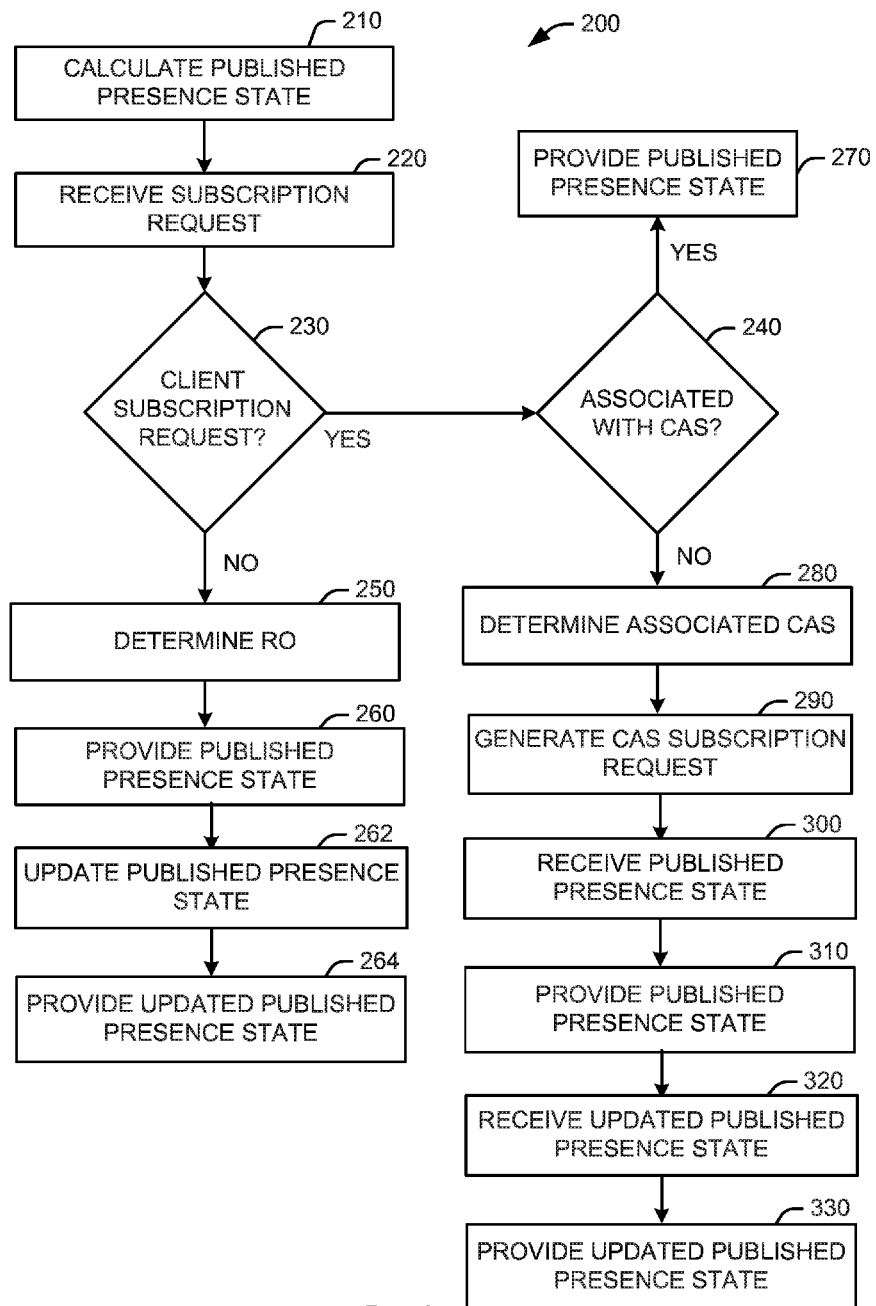 200
210
CALCULATE PUBLISHED
PRESENCE STATE
220
RECEIVE SUBSCRIPTION
REQUEST
230
CLIENT
SUBSCRIPTION
REQUEST?
YES
NO
250
DETERMINE RO
260
PROVIDE PUBLISHED
PRESENCE STATE
262
UPDATE PUBLISHED PRESENCE
STATE
264
PROVIDE UPDATED PUBLISHED
PRESENCE STATE
PROVIDE PUBLISHED
PRESENCE STATE
270
YES
240
ASSOCIATED
WITH CAS?
NO
280
DETERMINE ASSOCIATED CAS
290
GENERATE CAS SUBSCRIPTION
REQUEST
300
RECEIVE PUBLISHED
PRESENCE STATE
310
PROVIDE PUBLISHED
PRESENCE STATE
320
RECEIVE UPDATED PUBLISHED
PRESENCE STATE
330
PROVIDE UPDATED PUBLISHED
PRESENCE STATE